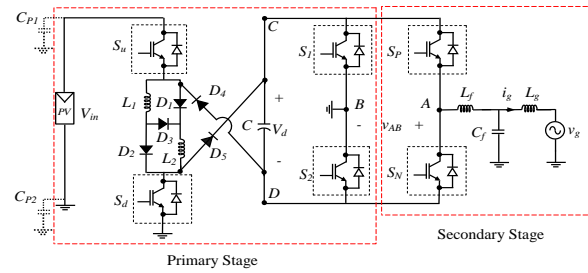 C_P1
S_u
C
S_1
S_P
D_4
L_1
D_1
PV
V_in
D_3
C
+
V_d
-
B
-
v_AB
A
+
L_f
i_g
L_g
C_f
v_g
D_2
L_2
D_5
C_P2
S_d
D
S_2
S_N
Primary Stage
Secondary Stage